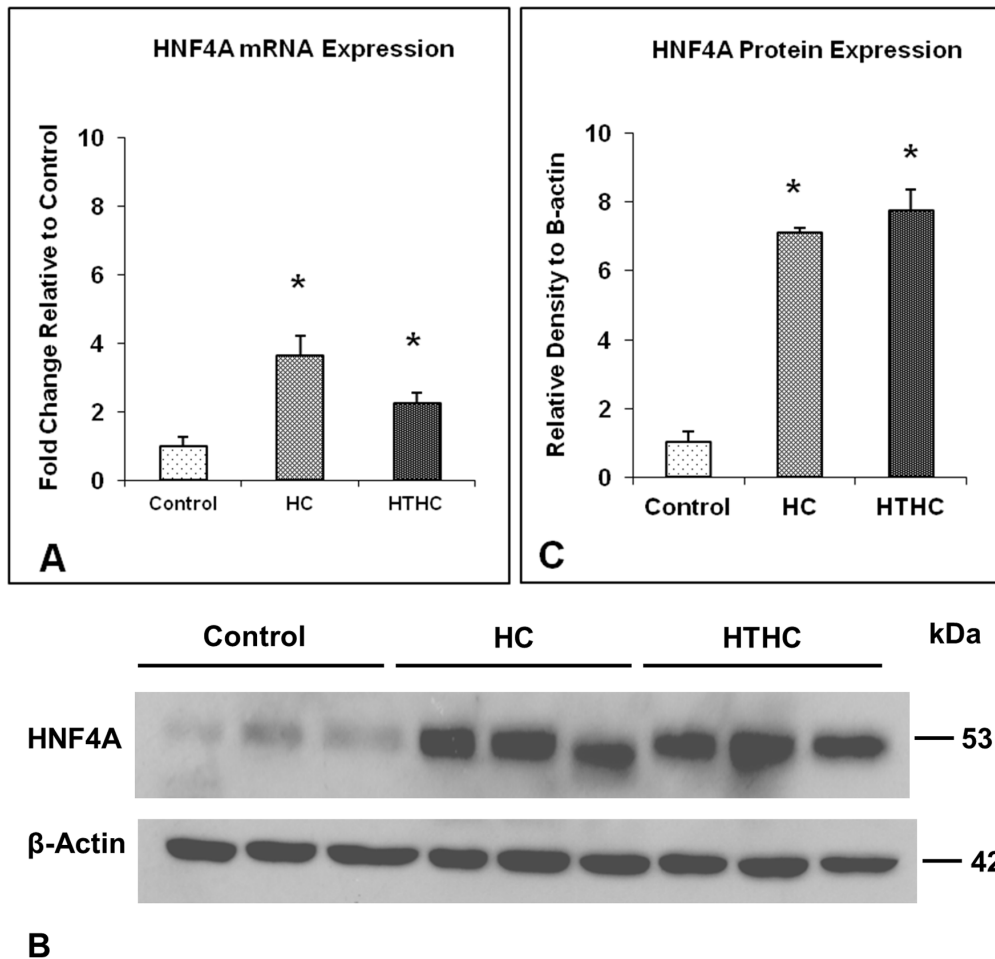 HNF4A mRNA Expression
Fold Change Relative to Control
10
8
6
4
2
0
*
*
Control HC HTHC
A
HNF4A Protein Expression
Relative Density to B-actin
10
8
6
4
2
0
*
*
Control HC HTHC
C
Control HC HTHC kDa
HNF4A 53
β-Actin 42
B